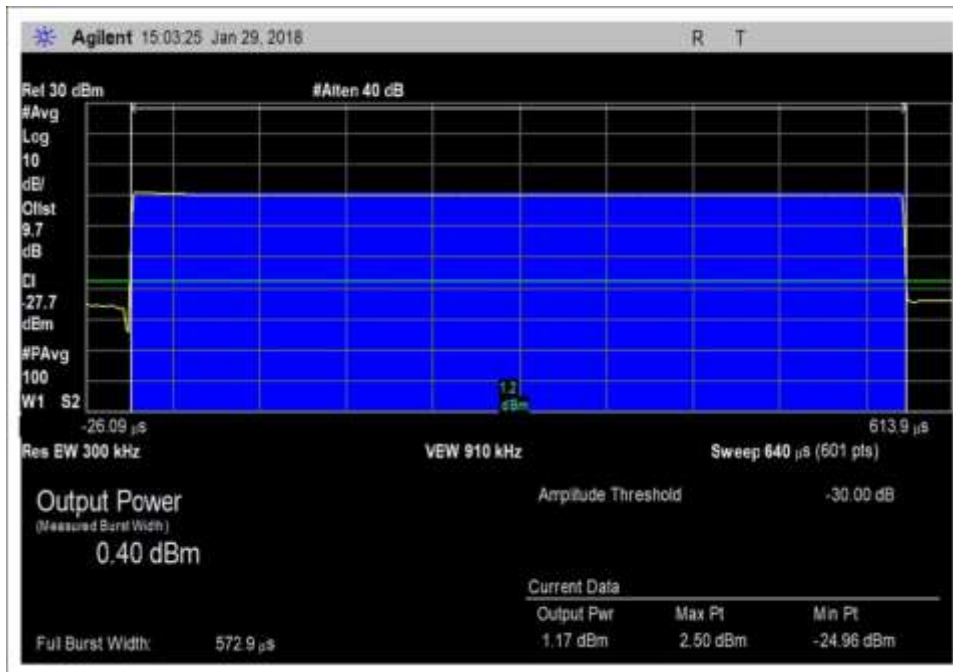 Agilent 15:03:25 Jan 29, 2018 R T
Ref 30 dBm #Atten 40 dB
#Avg
Log
10
dB/
Offst
9.7
dB
DI
-27.7
dBm
#PAvg
100
W1 S2
1.2
dBm
-26.09 µs 613.9 µs
Res BW 300 kHz VBW 910 kHz Sweep 640 µs (601 pts)
Output Power
(Measured Burst Width)
0.40 dBm
Amplitude Threshold -30.00 dB
Current Data
Output Pwr Max Pt Min Pt
Full Burst Width: 572.9 µs 1.17 dBm 2.50 dBm -24.96 dBm